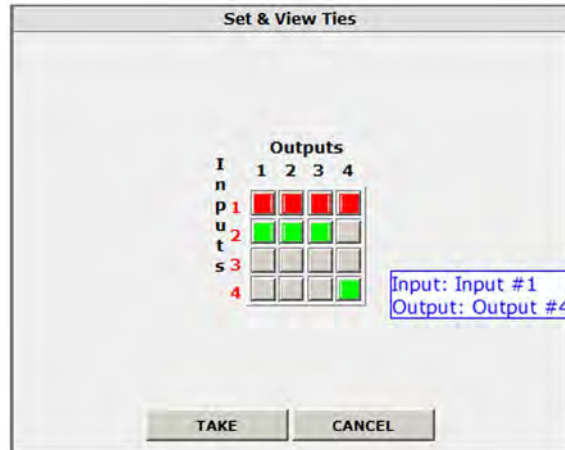 Set & View Ties
Outputs
1 2 3 4
Inputs
1
2
3
4
Input: Input #1
Output: Output #4
TAKE
CANCEL